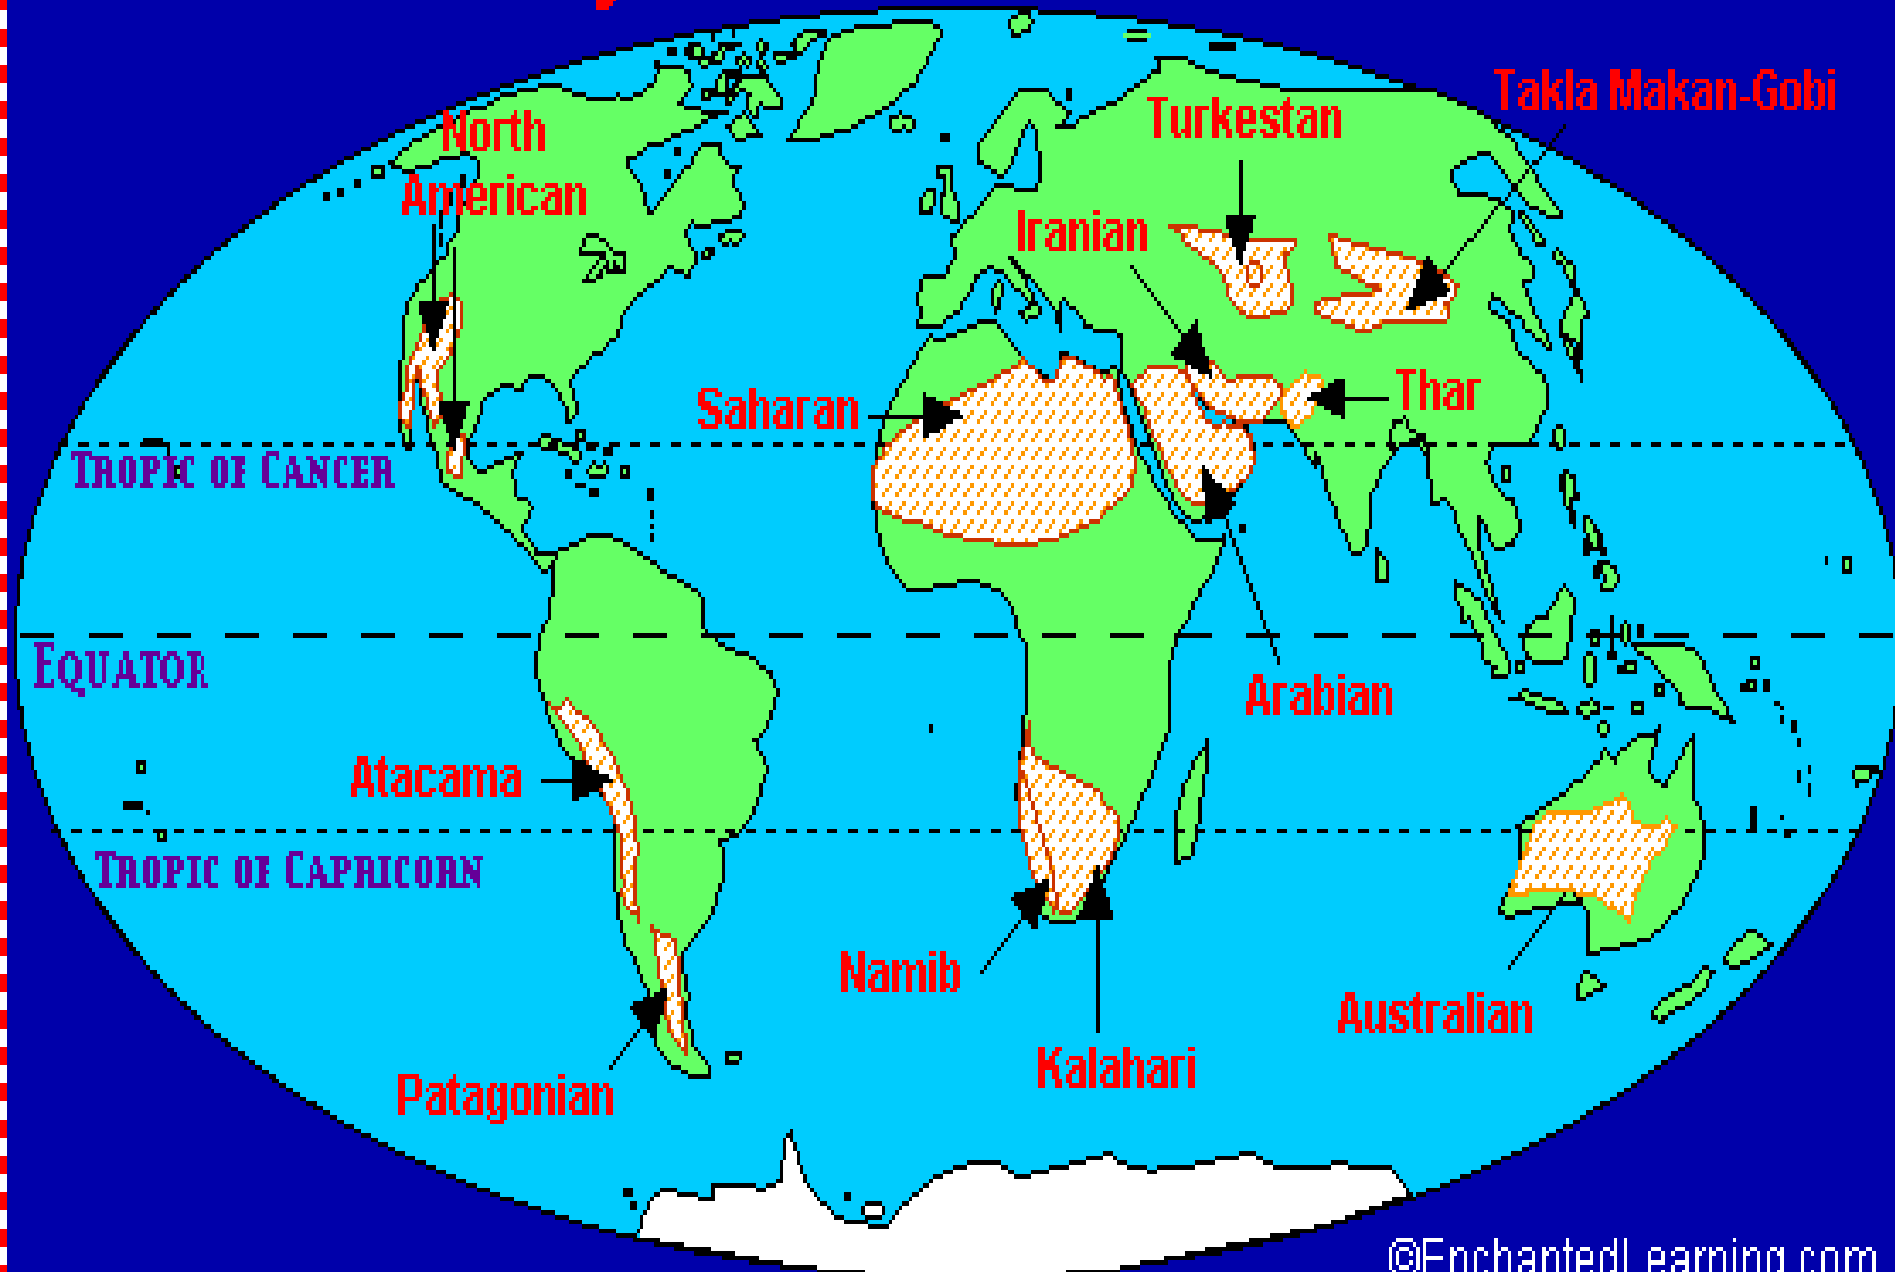 Takla Makan-Gobi
Turkestan
North
American
Iranian
Thar
Saharan
TROPIC OF CANCER
EQUATOR
Arabian
Atacama
TROPIC OF CAPRICORN
Namib
Australian
Kalahari
Patagonian
©EnchantedLearning.com